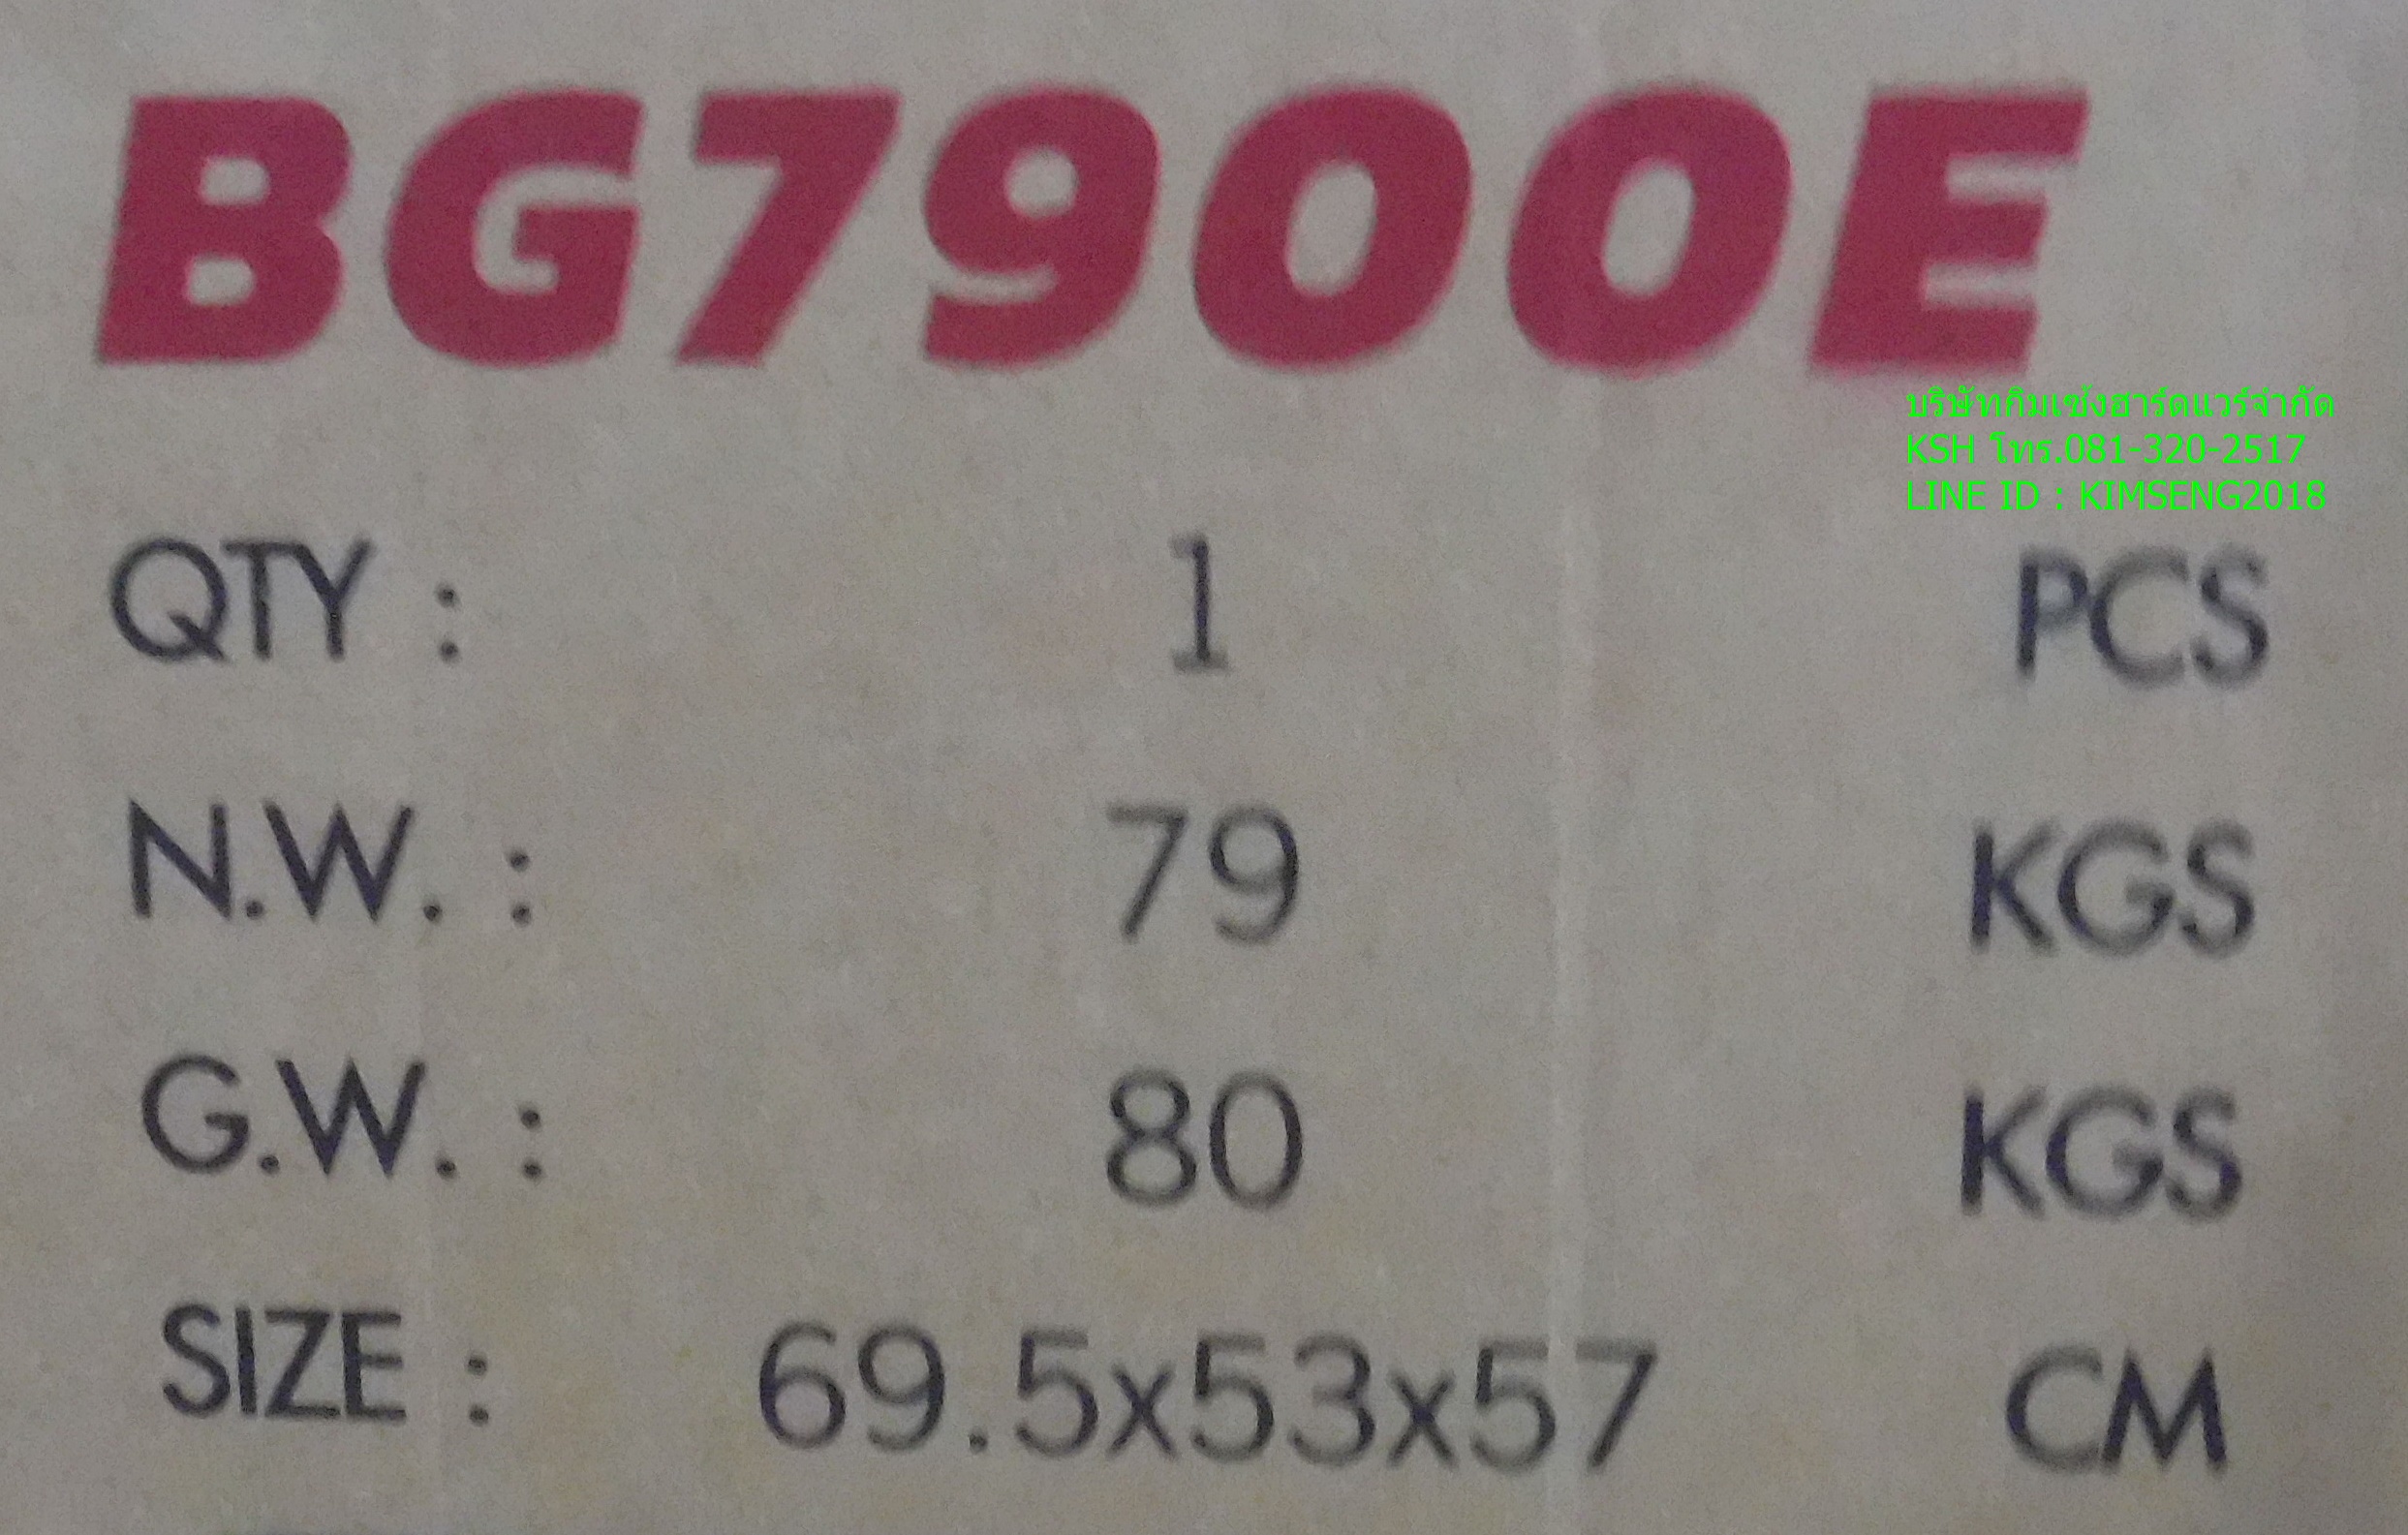 BG7900E
บริษัทกิมเซ้งฮาร์ดแวร์จำกัด
KSH โทร.081-320-2517
LINE ID : KIMSENG2018
QTY : 1 PCS
N.W. : 79 KGS
G.W. : 80 KGS
SIZE : 69.5x53x57 CM